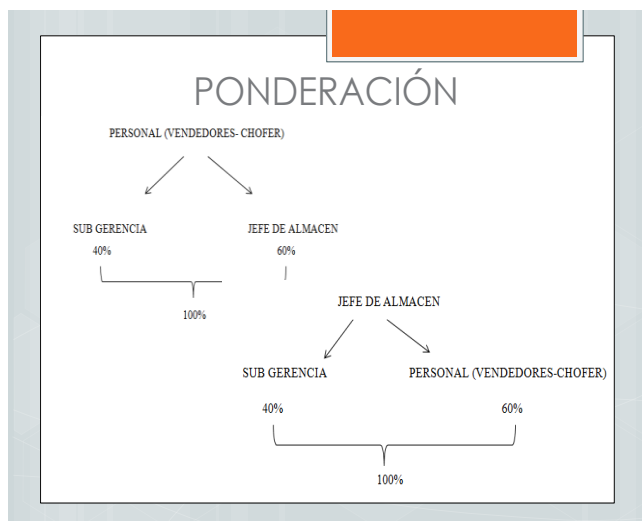 PONDERACIÓN
PERSONAL (VENDEDORES- CHOFER)
SUB GERENCIA JEFE DE ALMACEN
40% 60%
100%
JEFE DE ALMACEN
SUB GERENCIA PERSONAL (VENDEDORES-CHOFER)
40% 60%
100%